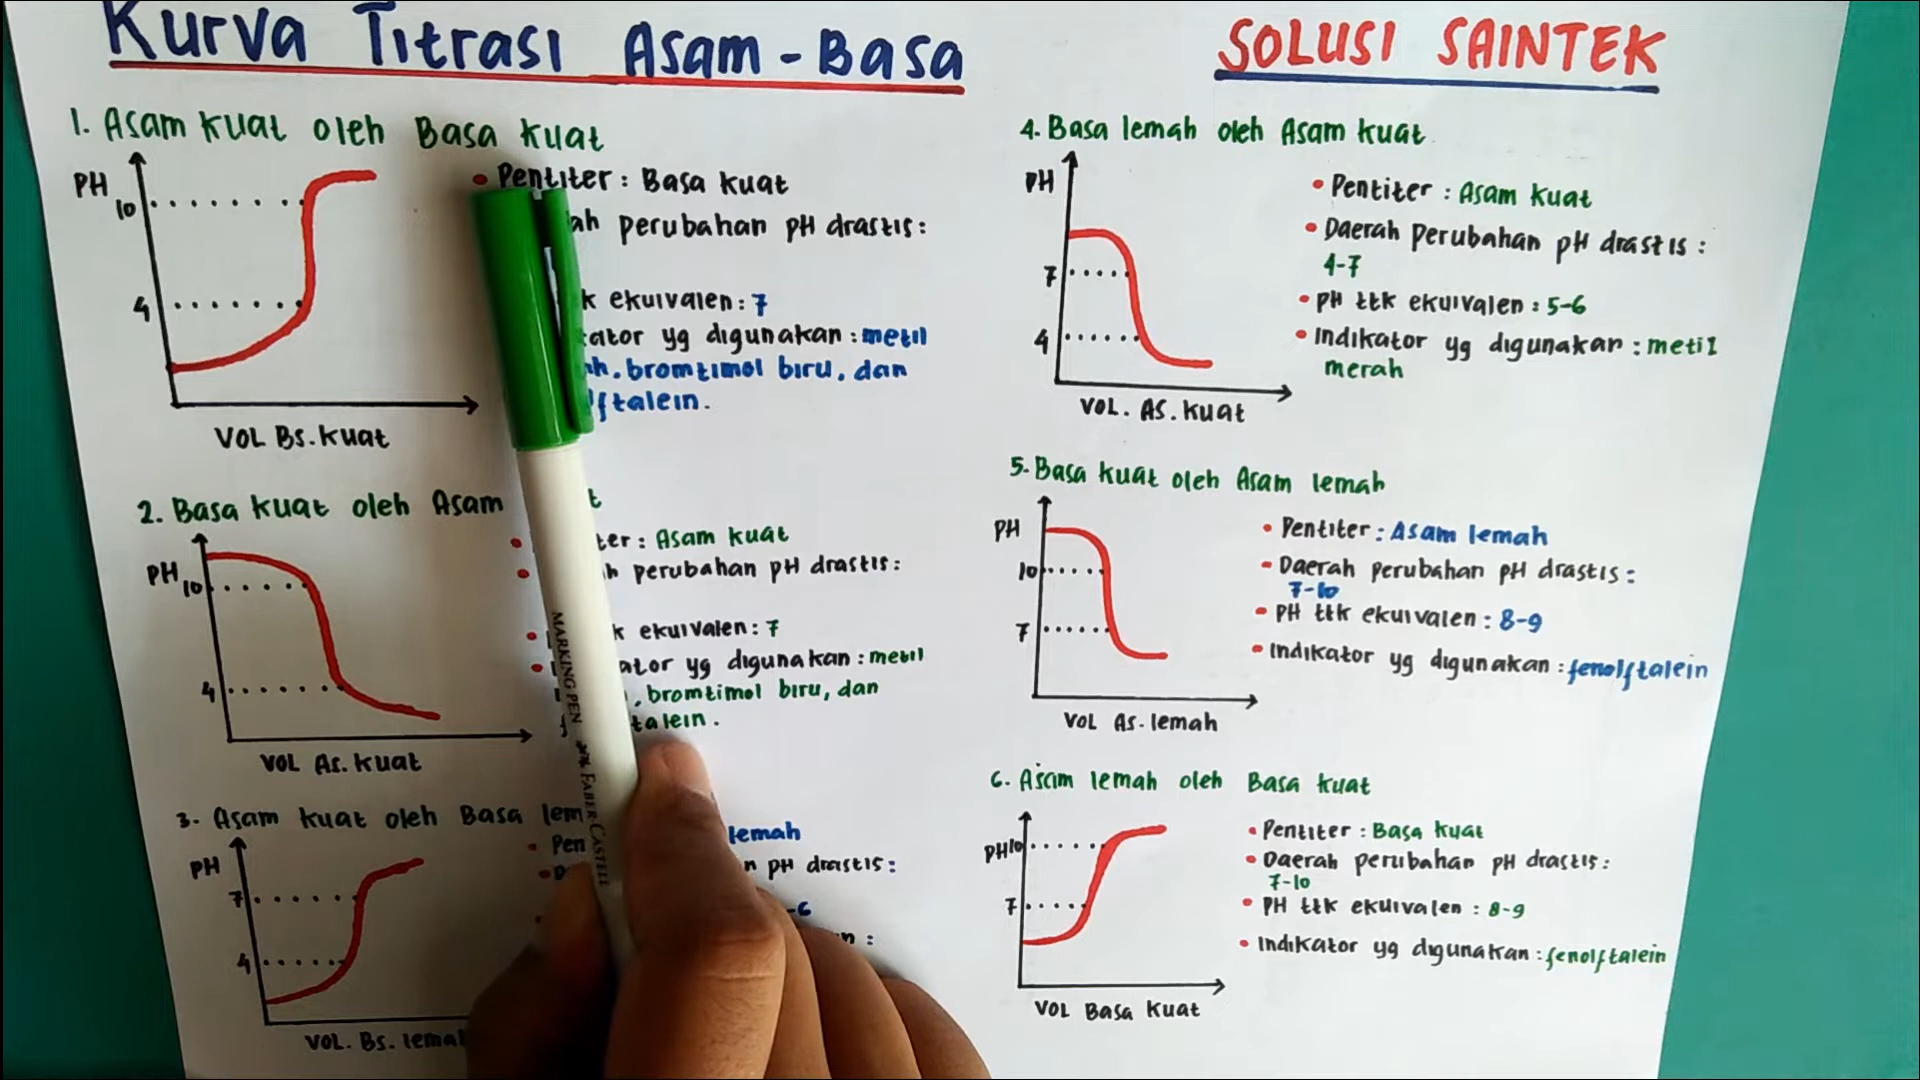 Kurva Titrasi Asam - Basa
SOLUSI SAINTEK
1. Asam kuat oleh Basa kuat
PH
10
4
VOL Bs. kuat
• Pentiter : Basa kuat
perubahan pH drastis :
ekuivalen : 7
yg digunakan : metil
bromtimol biru, dan
2. Basa kuat oleh Asam
PH
10
4
VOL As. kuat
Asam kuat
perubahan pH drastis :
ekuivalen : 7
yg digunakan : metil
bromtimol biru, dan
3. Asam kuat oleh Basa
PH
7
4
VOL. Bs.
lemah
pH drastis :
4. Basa lemah oleh Asam kuat
PH
7
4
VOL. AS. kuat
• Pentiter : Asam kuat
• Daerah perubahan pH drastis :
4-7
• PH ttk ekuivalen : 5-6
• Indikator yg digunakan : metil
merah
5. Basa kuat oleh Asam lemah
PH
10
7
VOL As. lemah
• Pentiter : Asam lemah
• Daerah perubahan pH drastis :
7-10
• PH ttk ekuivalen : 8-9
• Indikator yg digunakan : fenolftalein
6. Asam lemah oleh Basa kuat
PH 10
7
VOL Basa kuat
• Pentiter : Basa kuat
• Daerah perubahan pH drastis :
7-10
• PH ttk ekuivalen : 8-9
• Indikator yg digunakan : fenolftalein
MARKING PEN FABER-CASTELL